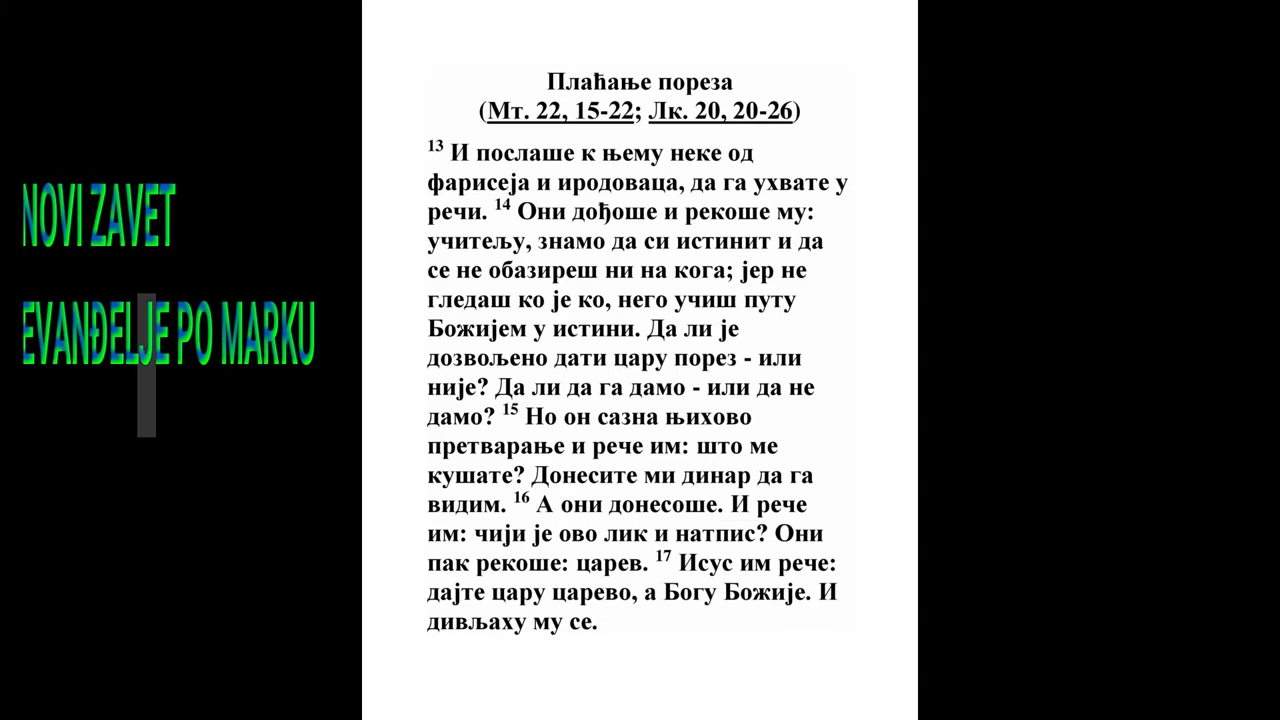 NOVI ZAVET
EVANĐELJE PO MARKU
Плаћање пореза
(Мт. 22, 15-22; Лк. 20, 20-26)
13 И послаше к њему неке од
фарисеја и иродоваца, да га ухвате у
речи. 14 Они дођоше и рекоше му:
учитељу, знамо да си истинит и да
се не обазиреш ни на кога; јер не
гледаш ко је ко, него учиш путу
Божијем у истини. Да ли је
дозвољено дати цару порез - или
није? Да ли да га дамо - или да не
дамо? 15 Но он сазна њихово
претварање и рече им: што ме
кушате? Донесите ми динар да га
видим. 16 А они донесоше. И рече
им: чији је ово лик и натпис? Они
пак рекоше: царев. 17 Исус им рече:
дајте цару царево, а Богу Божије. И
дивљаху му се.